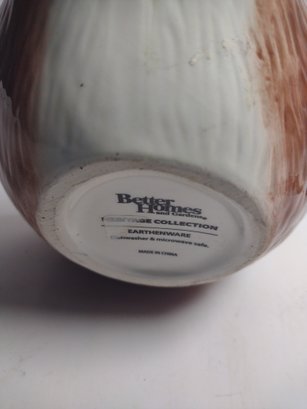 Better
Homes
and Gardens
HERITAGE COLLECTION
EARTHENWARE
Dishwasher & microwave safe.
MADE IN CHINA